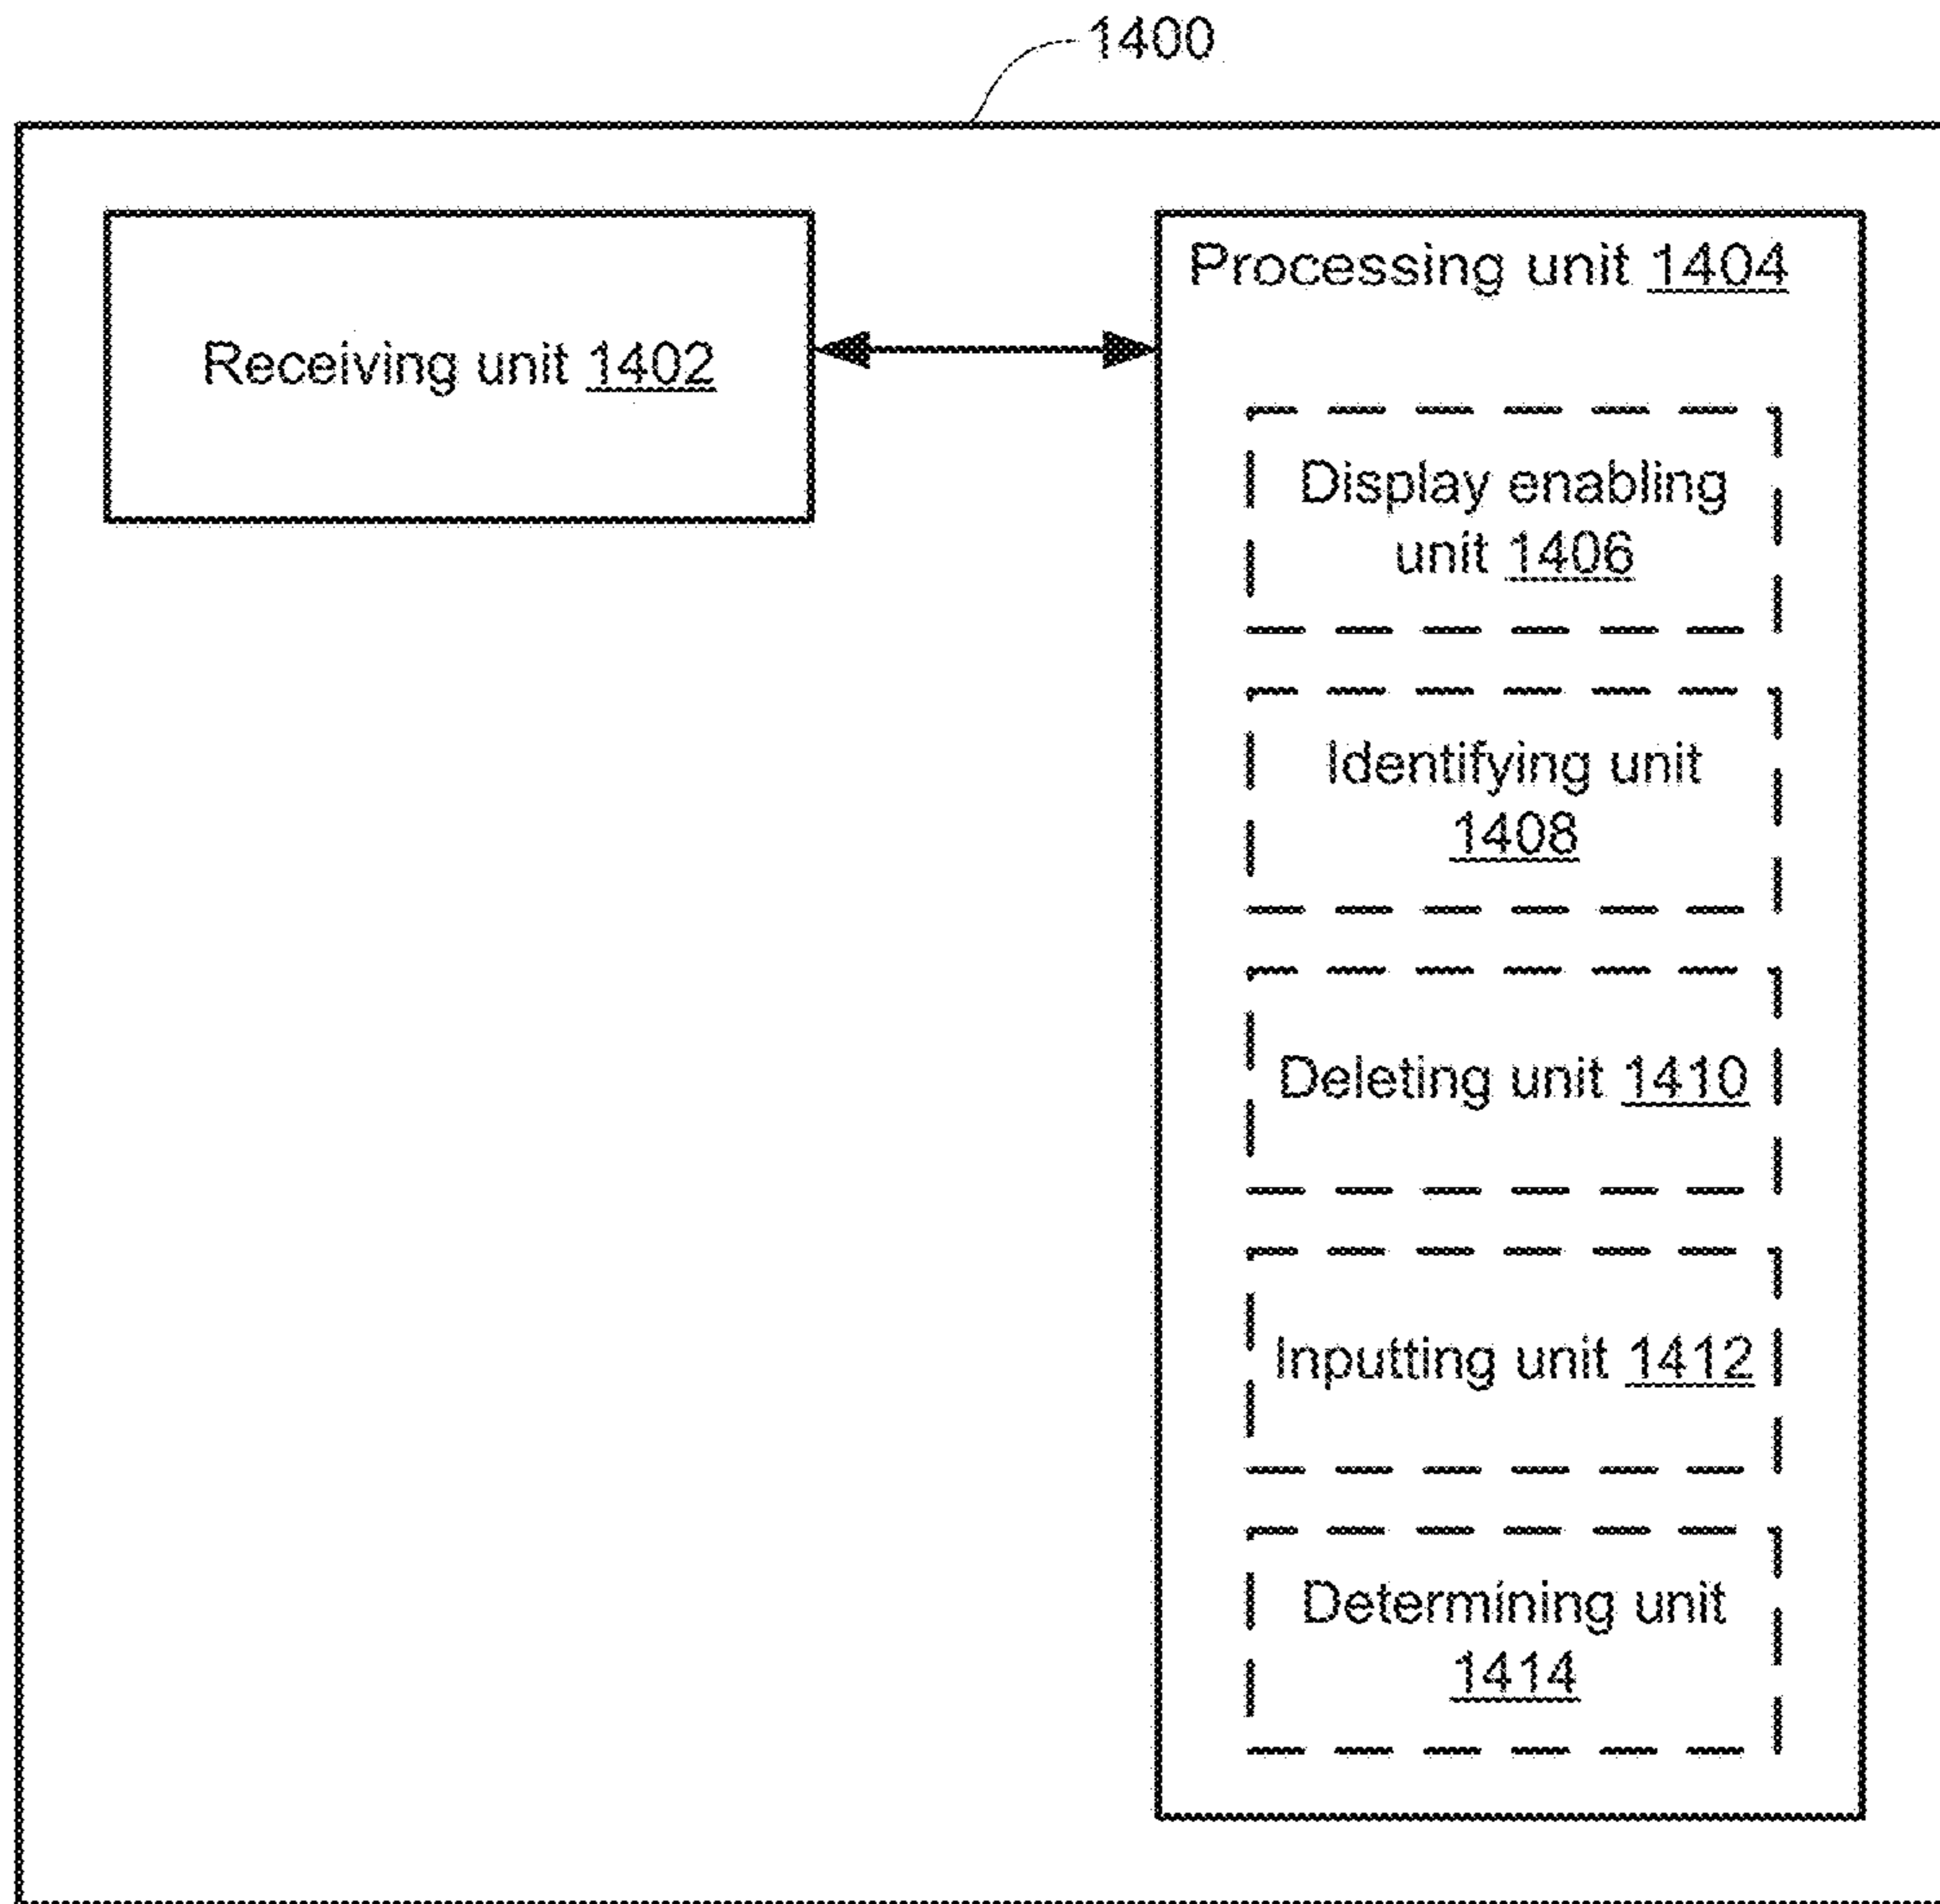 1400
Receiving unit 1402
Processing unit 1404
Display enabling
unit 1406
Identifying unit
1408
Deleting unit 1410
Inputting unit 1412
Determining unit
1414